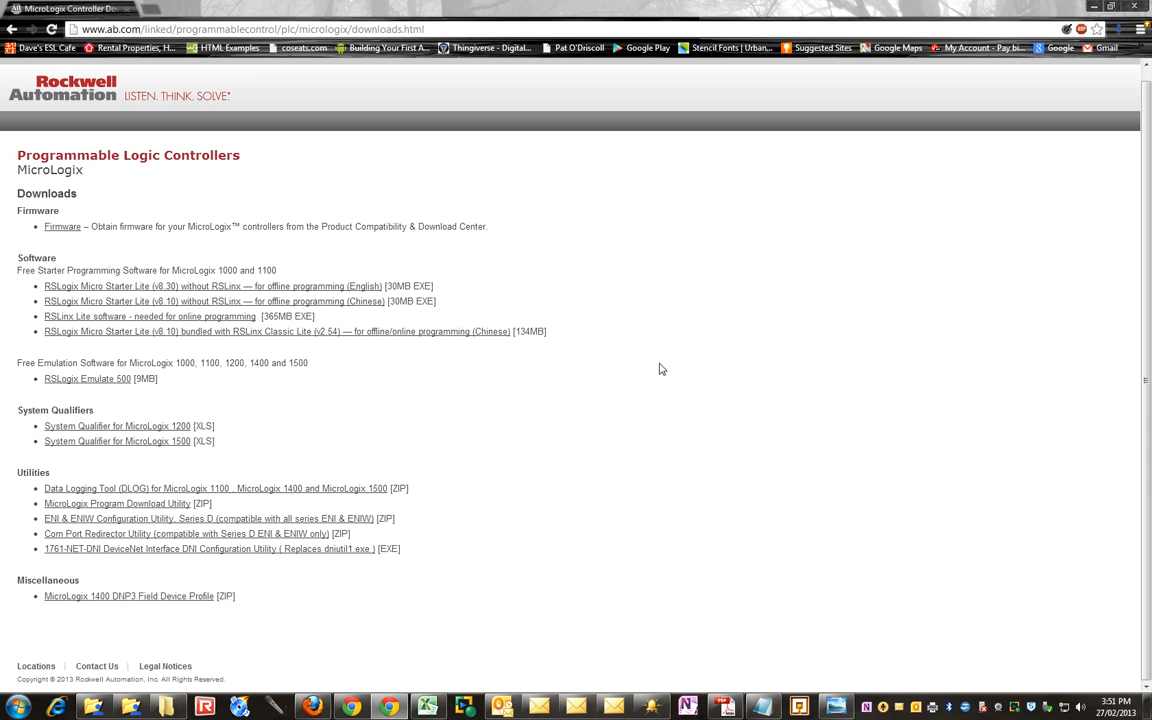 MicroLogix Controller Do
www.ab.com/linked/programmablecontrol/plc/micrologix/downloads.html
Dave's ESL Cafe
Rental Properties, H...
HTML Examples
coseats.com
Building Your First A...
Thingiverse - Digital...
Pat O'Driscoll
Google Play
Stencil Fonts | Urban...
Suggested Sites
Google Maps
My Account - Pay bi...
Google
Gmail
Rockwell
Automation
LISTEN. THINK. SOLVE.®
Programmable Logic Controllers
MicroLogix
Downloads
Firmware
• Firmware – Obtain firmware for your MicroLogix™ controllers from the Product Compatibility & Download Center.
Software
Free Starter Programming Software for MicroLogix 1000 and 1100
• RSLogix Micro Starter Lite (v8.30) without RSLinx — for offline programming (English) [30MB EXE]
• RSLogix Micro Starter Lite (v8.10) without RSLinx — for offline programming (Chinese) [30MB EXE]
• RSLinx Lite software - needed for online programming [365MB EXE]
• RSLogix Micro Starter Lite (v8.10) bundled with RSLinx Classic Lite (v2.54) — for offline/online programming (Chinese) [134MB]
Free Emulation Software for MicroLogix 1000, 1100, 1200, 1400 and 1500
• RSLogix Emulate 500 [9MB]
System Qualifiers
• System Qualifier for MicroLogix 1200 [XLS]
• System Qualifier for MicroLogix 1500 [XLS]
Utilities
• Data Logging Tool (DLOG) for MicroLogix 1100 , MicroLogix 1400 and MicroLogix 1500 [ZIP]
• MicroLogix Program Download Utility [ZIP]
• ENI & ENIW Configuration Utility, Series D (compatible with all series ENI & ENIW) [ZIP]
• Com Port Redirector Utility (compatible with Series D ENI & ENIW only) [ZIP]
• 1761-NET-DNI DeviceNet Interface DNI Configuration Utility ( Replaces dniutil1.exe ) [EXE]
Miscellaneous
• MicroLogix 1400 DNP3 Field Device Profile [ZIP]
Locations | Contact Us | Legal Notices
Copyright © 2013 Rockwell Automation, Inc. All Rights Reserved.
3:51 PM
27/02/2013